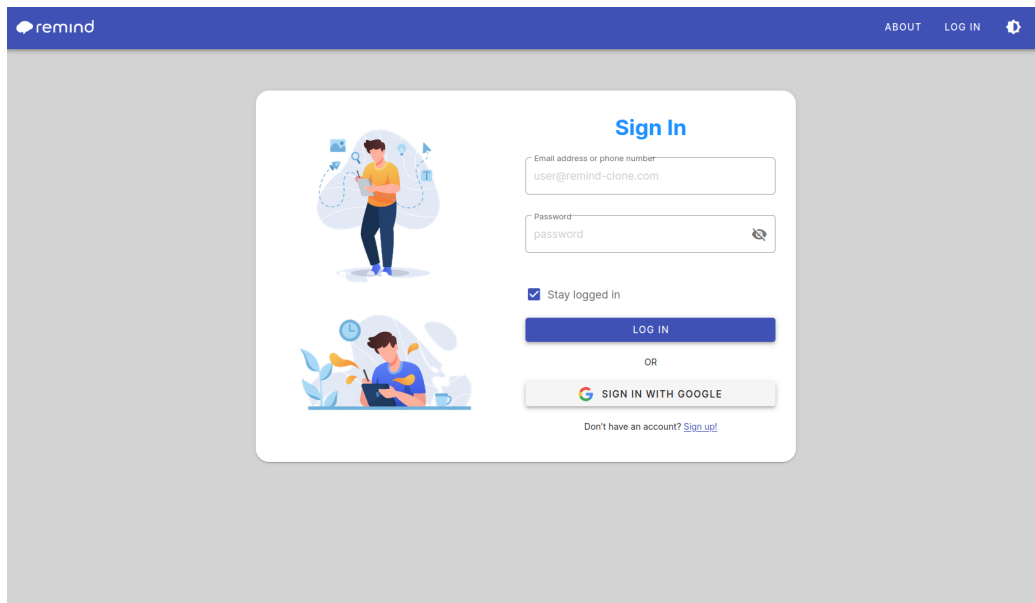 remind
ABOUT
LOG IN
Sign In
Email address or phone number
user@remind-clone.com
Password
password
Stay logged in
LOG IN
OR
SIGN IN WITH GOOGLE
Don't have an account? Sign up!
T